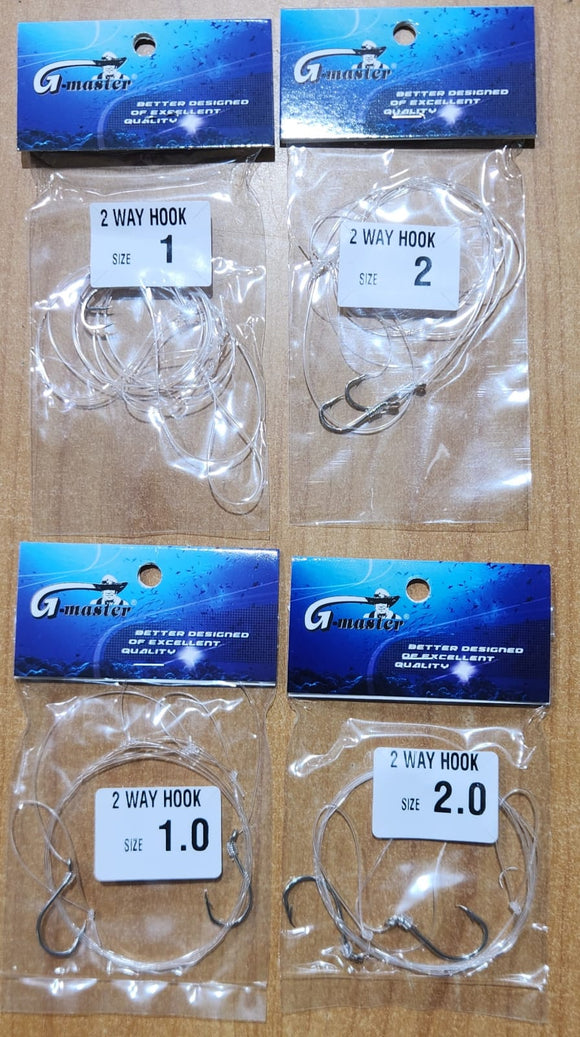 G-master®
BETTER DESIGNED
OF EXCELLENT
QUALITY
2 WAY HOOK
SIZE 1
G-master®
BETTER DESIGNED
OF EXCELLENT
QUALITY
2 WAY HOOK
SIZE 2
G-master®
BETTER DESIGNED
OF EXCELLENT
QUALITY
2 WAY HOOK
SIZE 1.0
G-master®
BETTER DESIGNED
OF EXCELLENT
QUALITY
2 WAY HOOK
SIZE 2.0